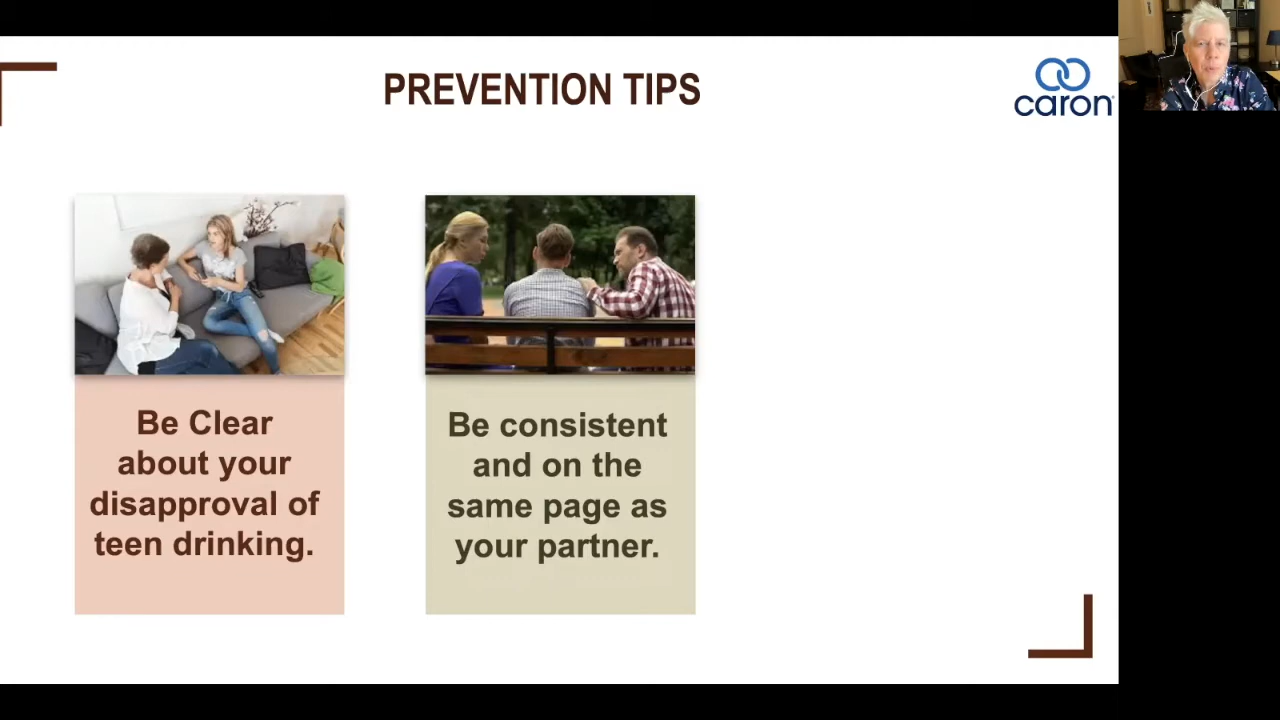 PREVENTION TIPS
caron
Be Clear
about your
disapproval of
teen drinking.
Be consistent
and on the
same page as
your partner.